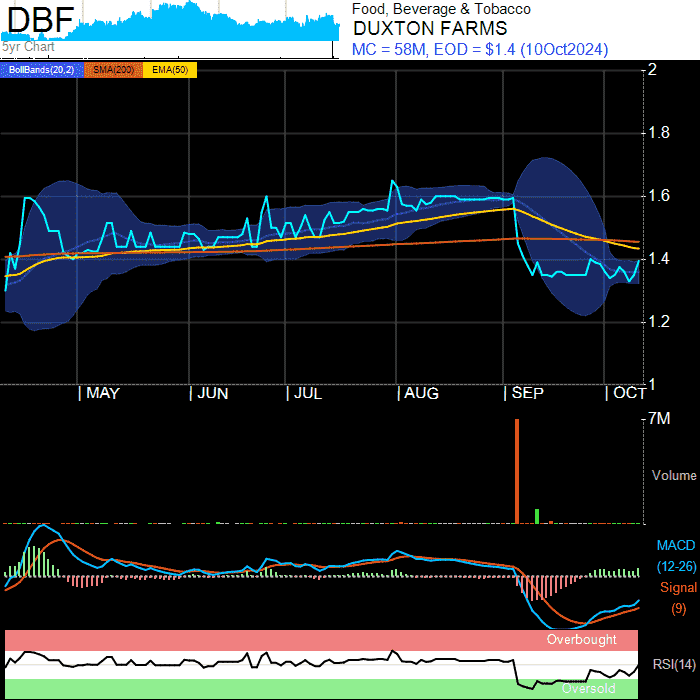 DBF
5yr Chart
Food, Beverage & Tobacco
DUXTON FARMS
MC = 58M, EOD = $1.4 (10Oct2024)
BollBands(20,2) SMA(200) EMA(50)
2
1.8
1.6
1.4
1.2
1
| MAY | JUN | JUL | AUG | SEP | OCT
7M
Volume
MACD
(12-26)
Signal
(9)
Overbought
RSI(14)
Oversold